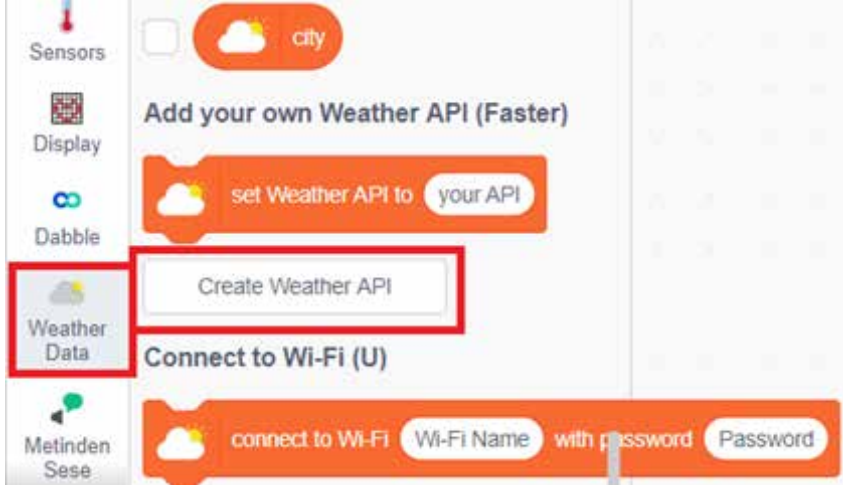 Sensors
city
Add your own Weather API (Faster)
Display
set Weather API to your API
Dabble
Create Weather API
Weather
Data
Connect to Wi-Fi (U)
Metinden
Sese
connect to Wi-Fi Wi-Fi Name with password Password